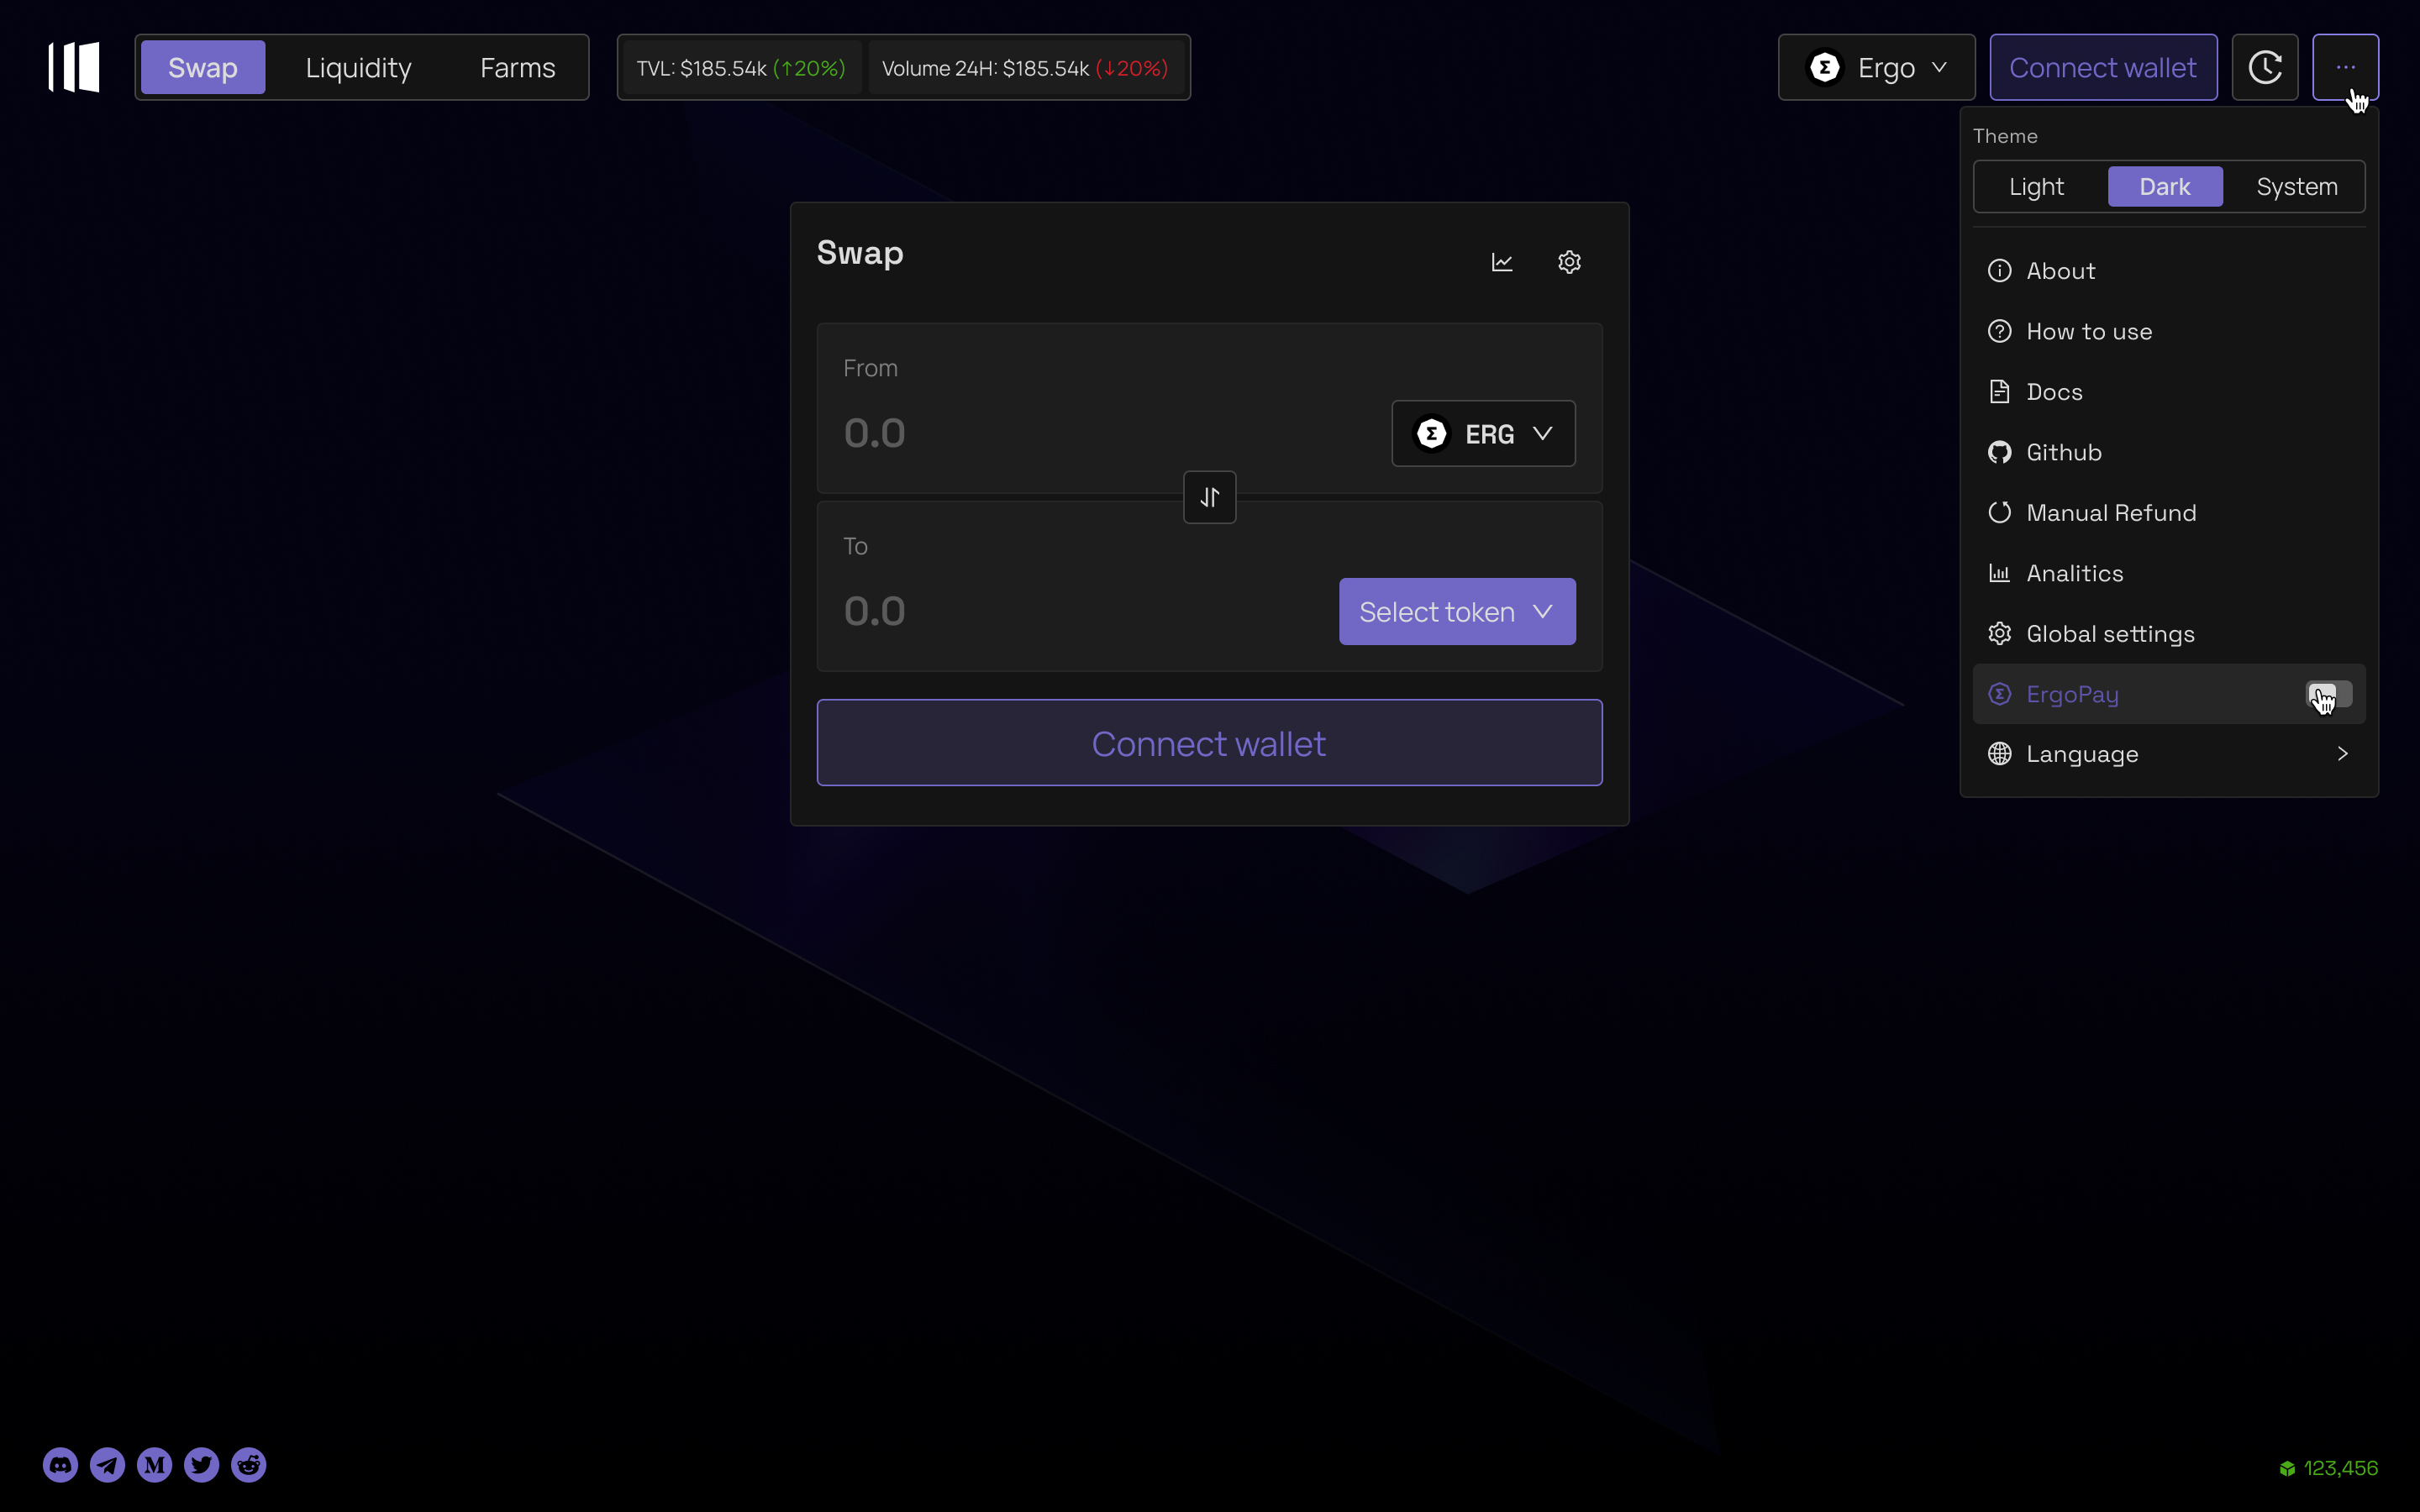 Swap Liquidity Farms TVL: $185.54k (↑20%) Volume 24H: $185.54k (↓20%) Ergo Connect wallet ...
Theme
Light Dark System
About
How to use
Docs
Github
Manual Refund
Analitics
Global settings
ErgoPay
Language
Swap
From
0.0 ERG
To
0.0 Select token
Connect wallet
123,456